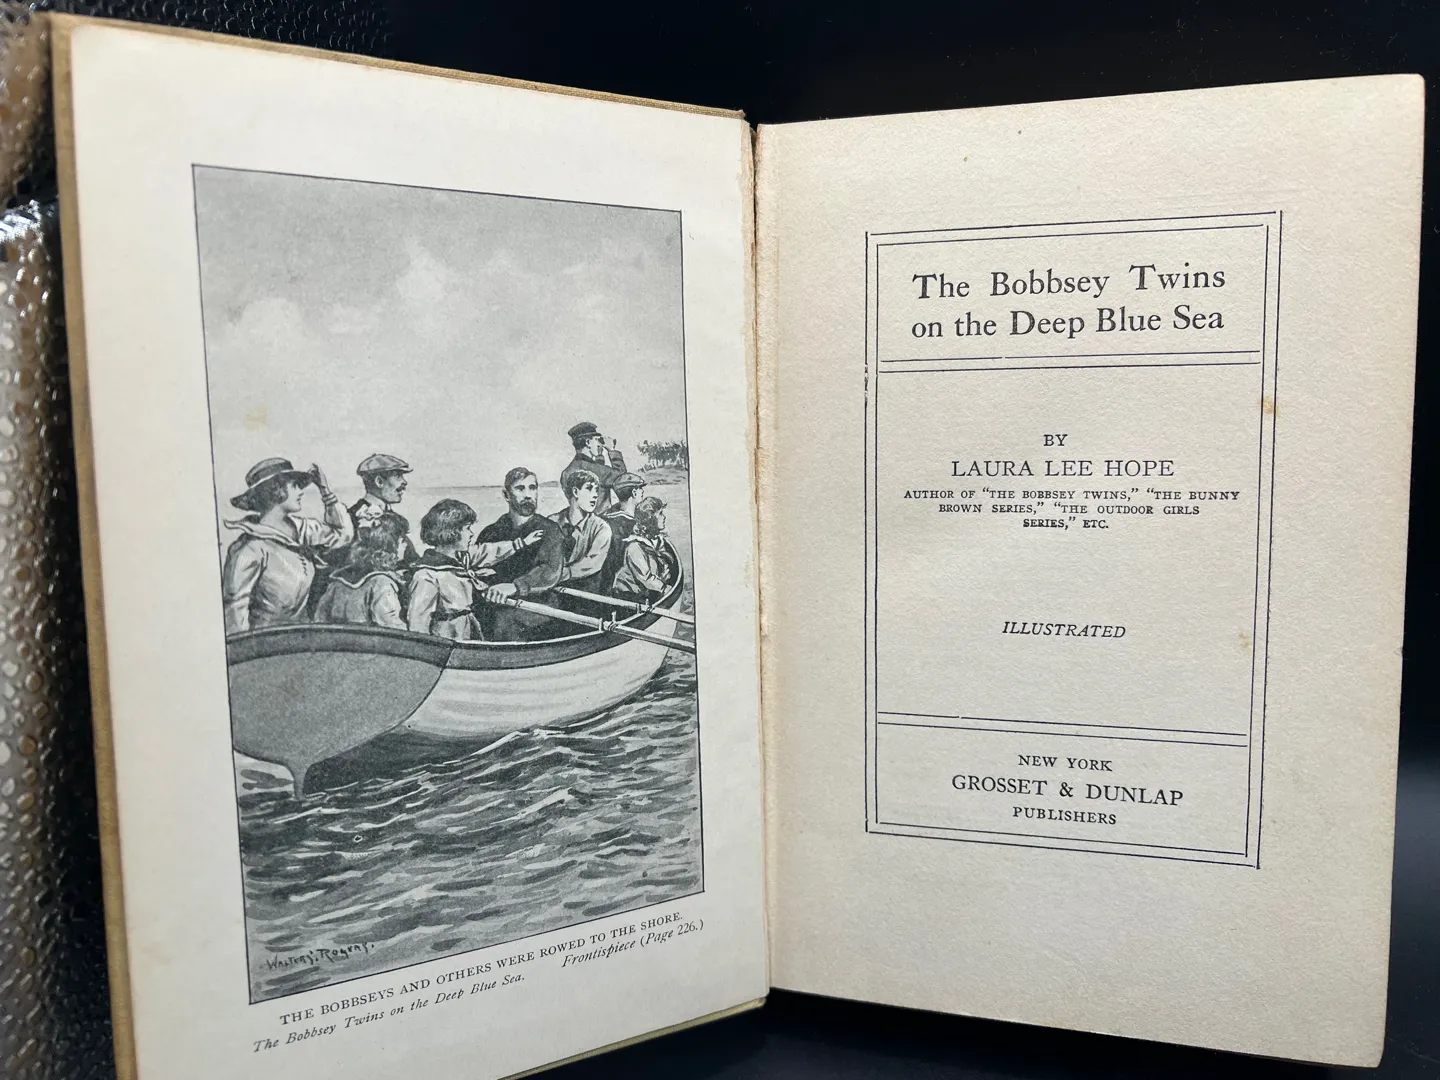 Walter S. Rogers.
THE BOBBSEYS AND OTHERS WERE ROWED TO THE SHORE.
The Bobbsey Twins on the Deep Blue Sea. Frontispiece (Page 226.)
The Bobbsey Twins
on the Deep Blue Sea
BY
LAURA LEE HOPE
AUTHOR OF "THE BOBBSEY TWINS," "THE BUNNY
BROWN SERIES," "THE OUTDOOR GIRLS
SERIES," ETC.
ILLUSTRATED
NEW YORK
GROSSET & DUNLAP
PUBLISHERS